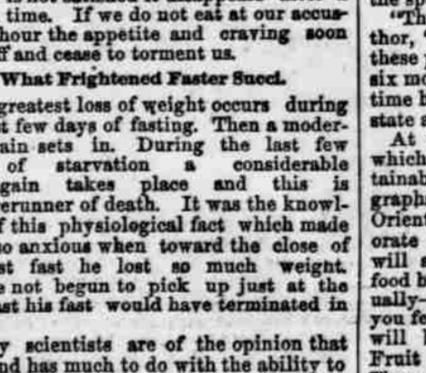 time. If we do not eat at our accus-
hour the appetite and craving soon
ff and cease to torment us.
What Frightened Faster Succi.
greatest loss of weight occurs during
t few days of fasting. Then a moder-
ain sets in. During the last few
of starvation a considerable
gain takes place and this is
erunner of death. It was the knowl-
f this physiological fact which made
so anxious when toward the close of
st fast he lost so much weight.
e not begun to pick up just at the
ast his fast would have terminated in
y scientists are of the opinion that
nd has much to do with the ability to
"Th
thor,
these
six mo
time b
state a
At
which
tainab
graph
Orient
orate
will
food b
ually—
you fe
will
Fruit